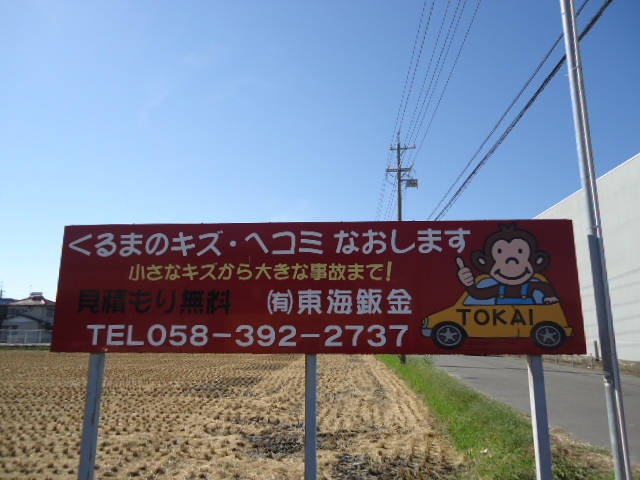 くるまのキズ・ヘコミ なおします
小さなキズから大きな事故まで!
見積もり無料 ㈲東海鈑金
TEL058-392-2737
TOKAI